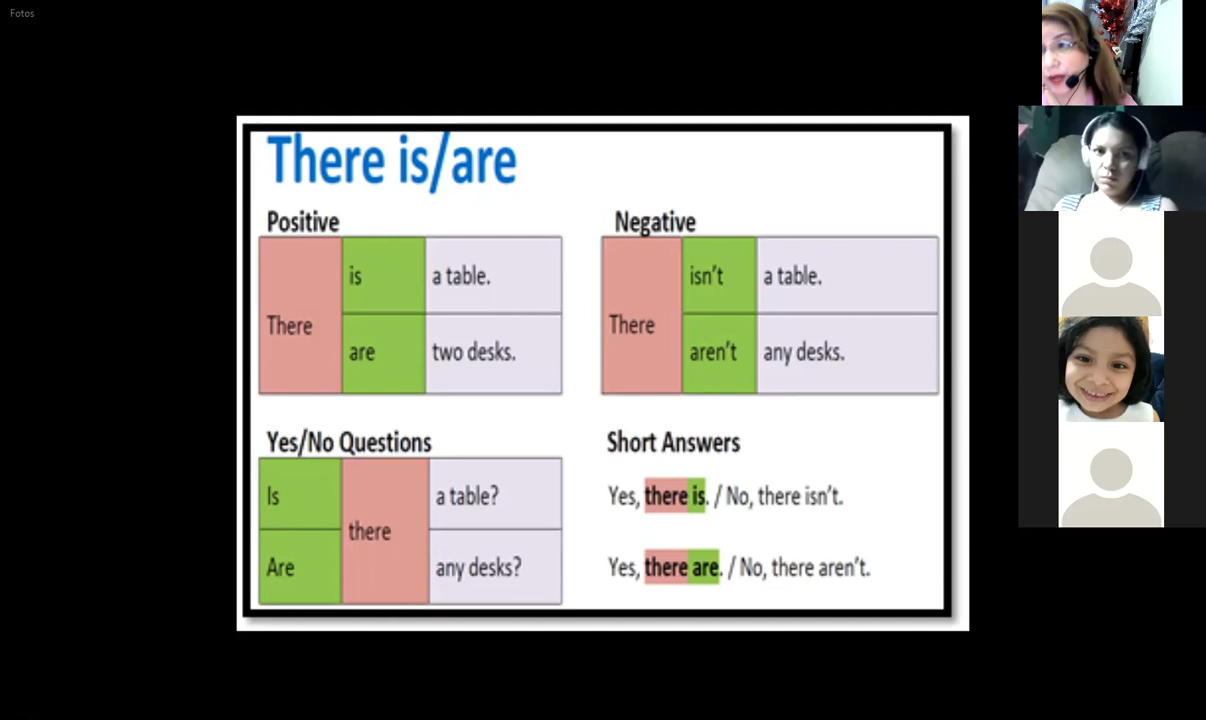 Fotos
There is/are
Positive
There is a table.
are two desks.
Negative
There isn't a table.
aren't any desks.
Yes/No Questions
Is there a table?
Are any desks?
Short Answers
Yes, there is. / No, there isn't.
Yes, there are. / No, there aren't.